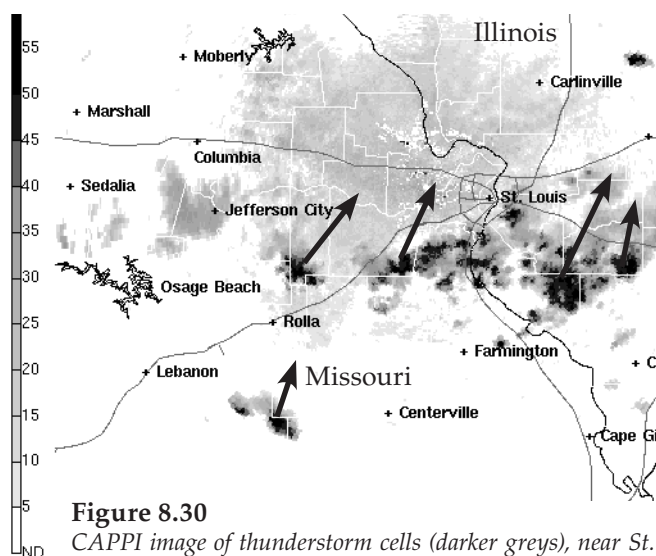 55
50
45
40
35
30
25
20
15
10
5
ND
Illinois
Moberly
Carlinville
Marshall
Columbia
Sedalia
St. Louis
Jefferson City
Osage Beach
Rolla
Farmington
Lebanon
Missouri
C
Centerville
Cape Gi
Figure 8.30
CAPPI image of thunderstorm cells (darker greys), near St.